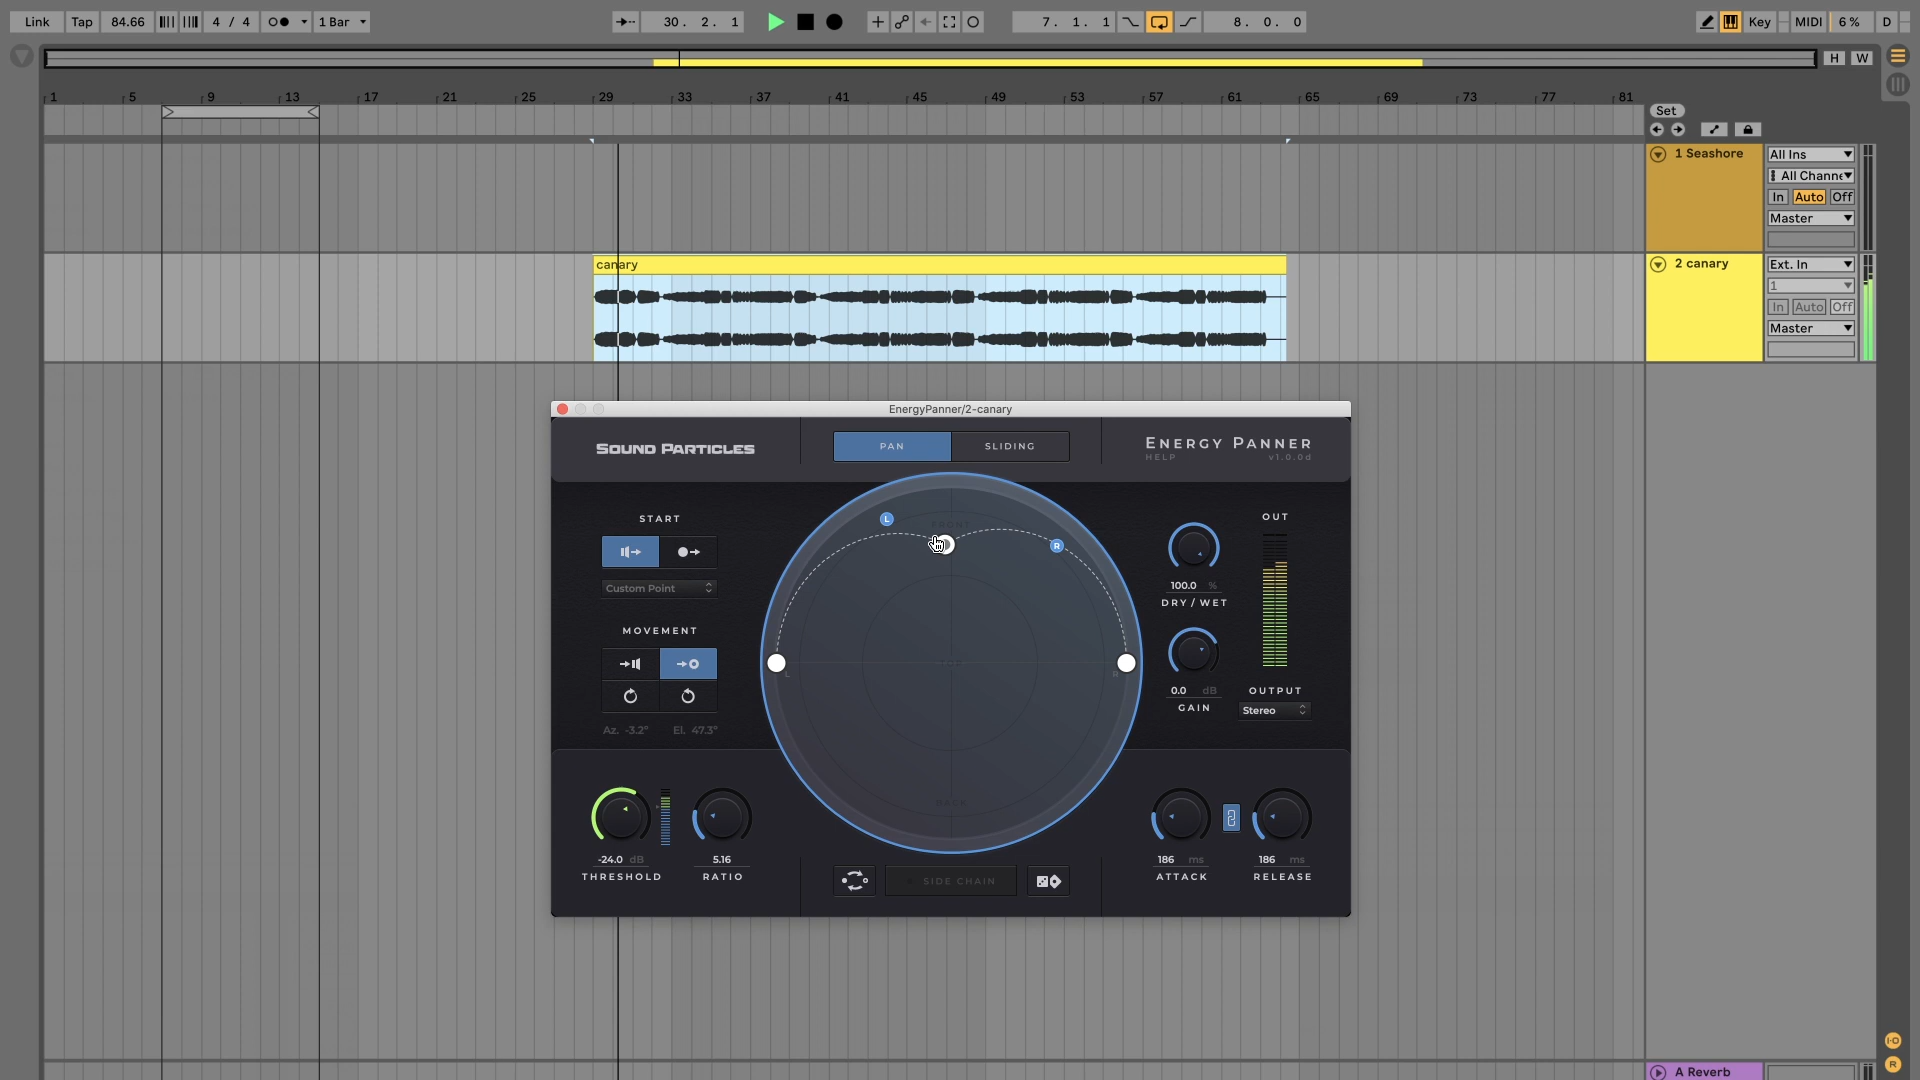 Link Tap 84.66 4 / 4 1 Bar 30. 2. 1 7. 1. 1 8. 0. 0 Key MIDI 6 % D
H W
1 5 9 13 17 21 25 29 33 37 41 45 49 53 57 61 65 69 73 77 81
Set
1 Seashore All Ins
All Channe
In Auto Off
Master
canary
2 canary Ext. In
1
In Auto Off
Master
EnergyPanner/2-canary
SOUND PARTICLES PAN SLIDING ENERGY PANNER
HELP v1.0.0d
START OUT
L FRONT R
Custom Point 100.0 %
DRY / WET
MOVEMENT
TOP
L R
0.0 dB OUTPUT
GAIN Stereo
Az. -3.2° El. 47.3°
BACK
-24.0 dB 5.16 186 ms 186 ms
THRESHOLD RATIO SIDE CHAIN ATTACK RELEASE
I·O
R
A Reverb